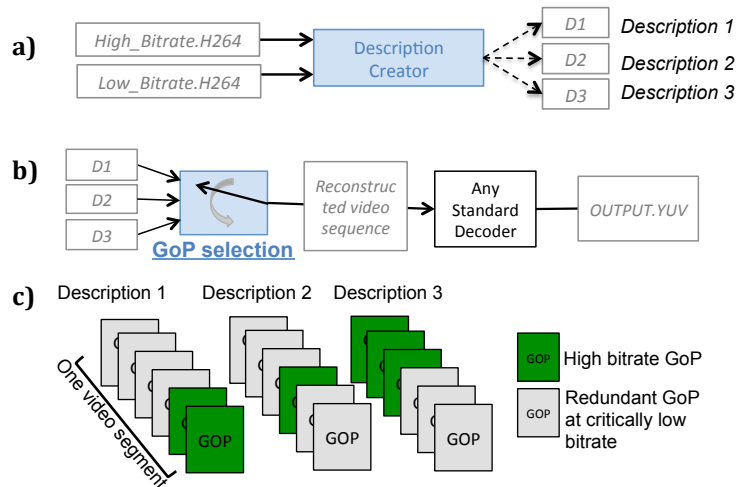 a)
High_Bitrate.H264
Low_Bitrate.H264
Description
Creator
D1
Description 1
D2
Description 2
D3
Description 3
b)
D1
D2
D3
GoP selection
Reconstruc
ted video
sequence
Any
Standard
Decoder
OUTPUT.YUV
c)
Description 1
Description 2
Description 3
One video segment
GOP
GOP
GOP
GOP
High bitrate GoP
GOP
Redundant GoP
at critically low
bitrate